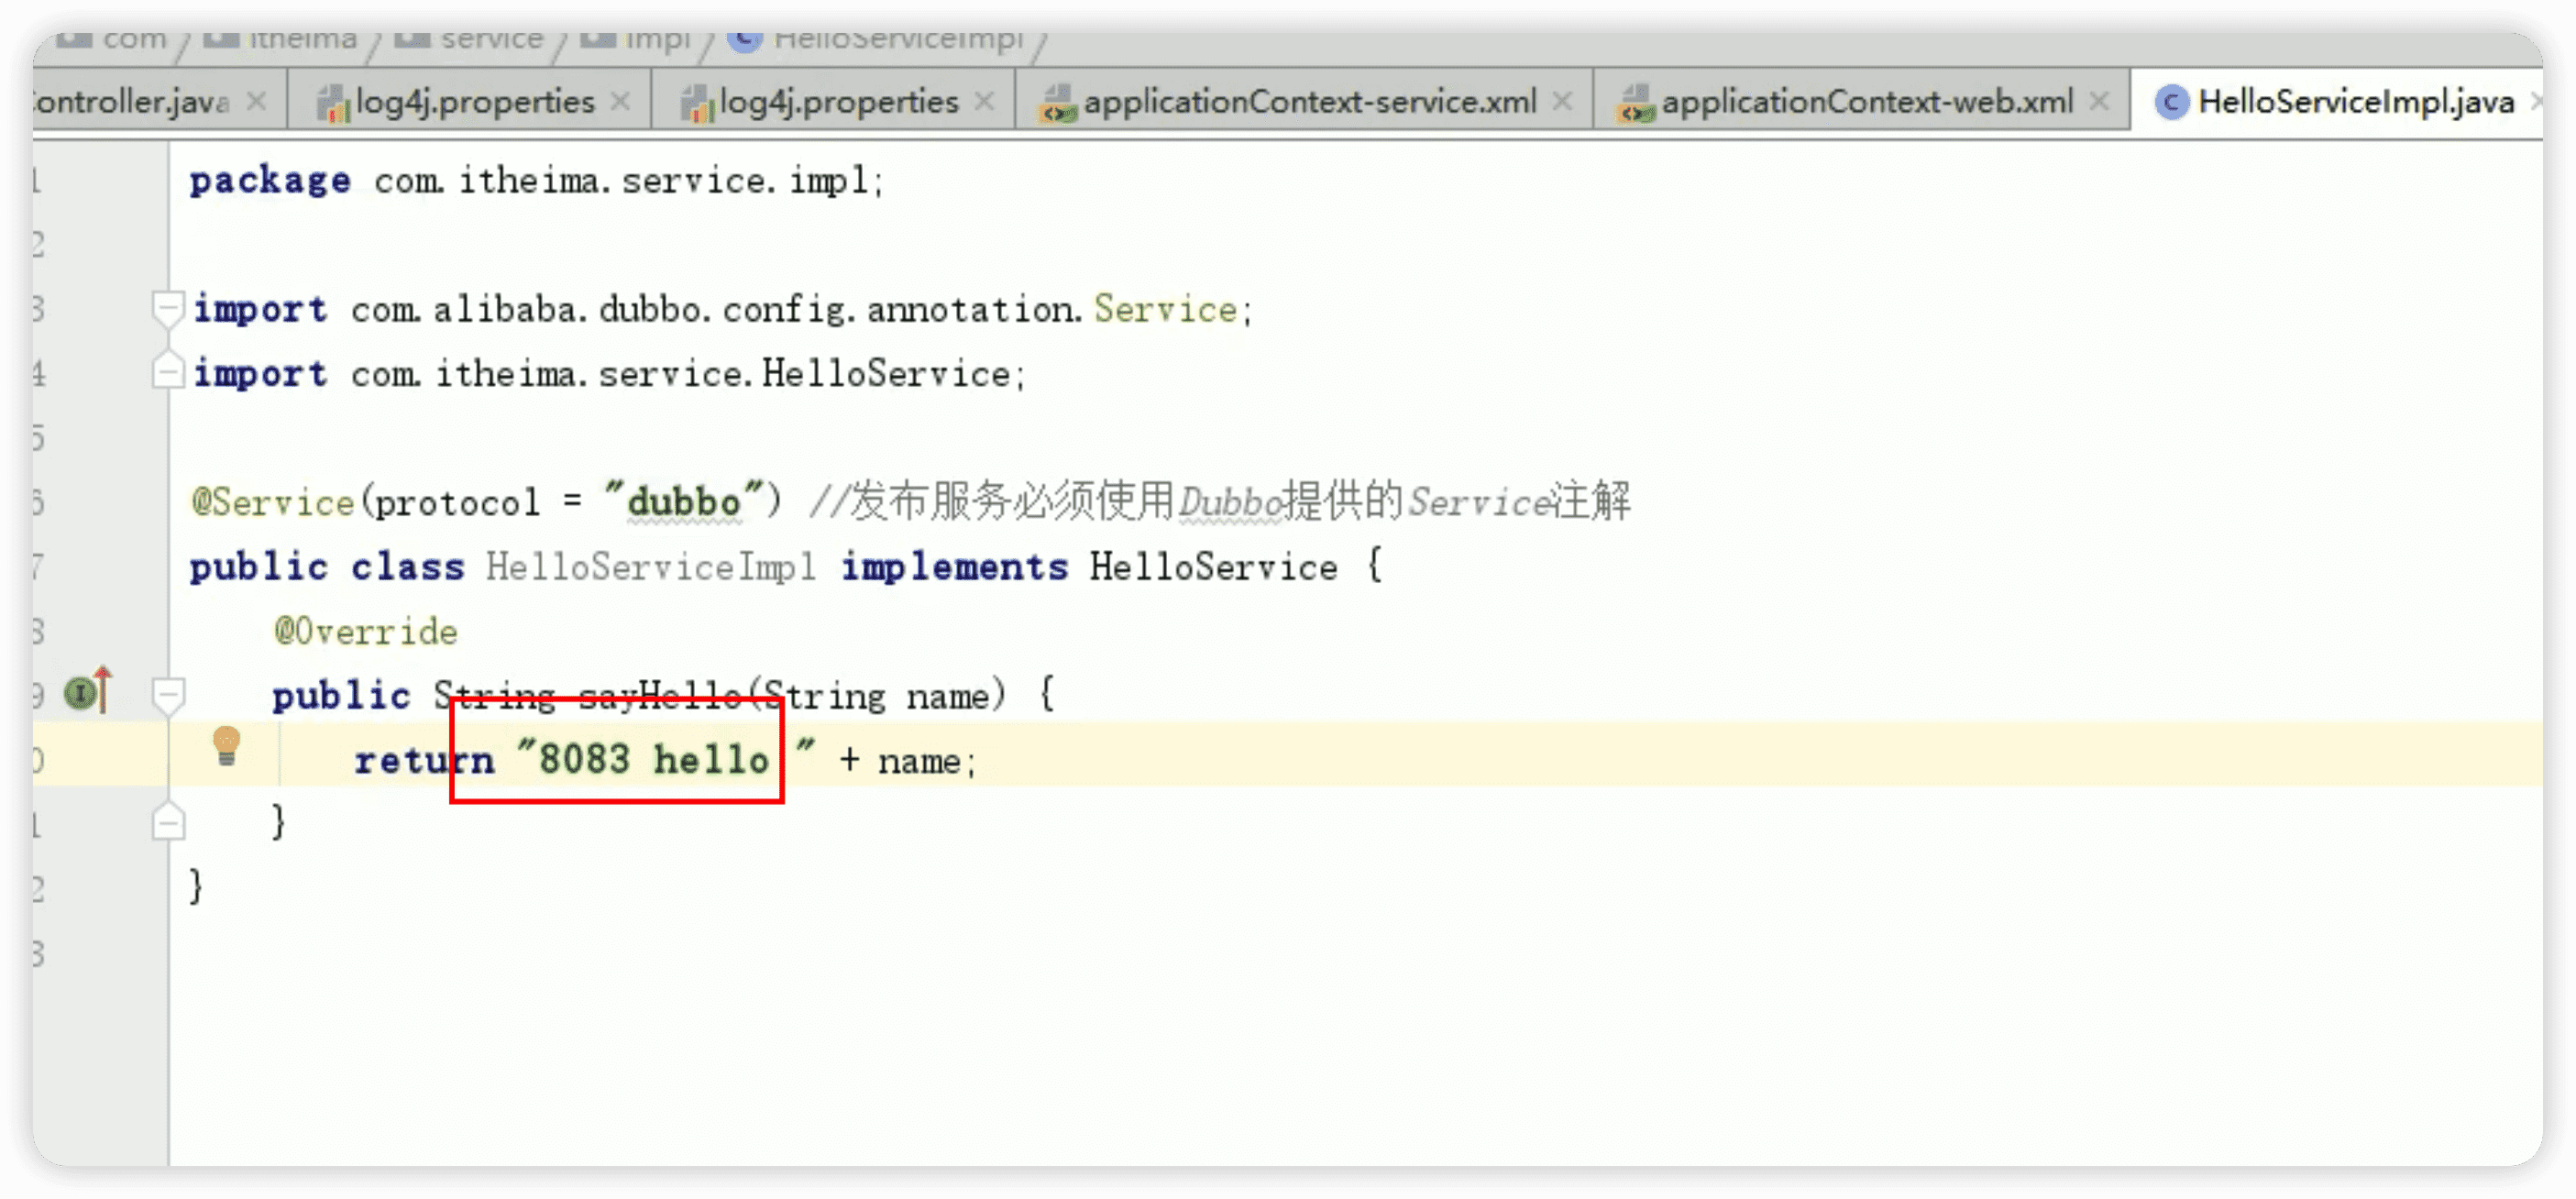 com itheima service impl HelloServiceImpl
ontroller.java log4j.properties log4j.properties applicationContext-service.xml applicationContext-web.xml HelloServiceImpl.java
1 package com.itheima.service.impl;
2
3 import com.alibaba.dubbo.config.annotation.Service;
4 import com.itheima.service.HelloService;
5
6 @Service(protocol = "dubbo") //发布服务必须使用Dubbo提供的Service注解
7 public class HelloServiceImpl implements HelloService {
8 @Override
9 public String sayHello(String name) {
0 return "8083 hello " + name;
1 }
2 }
3